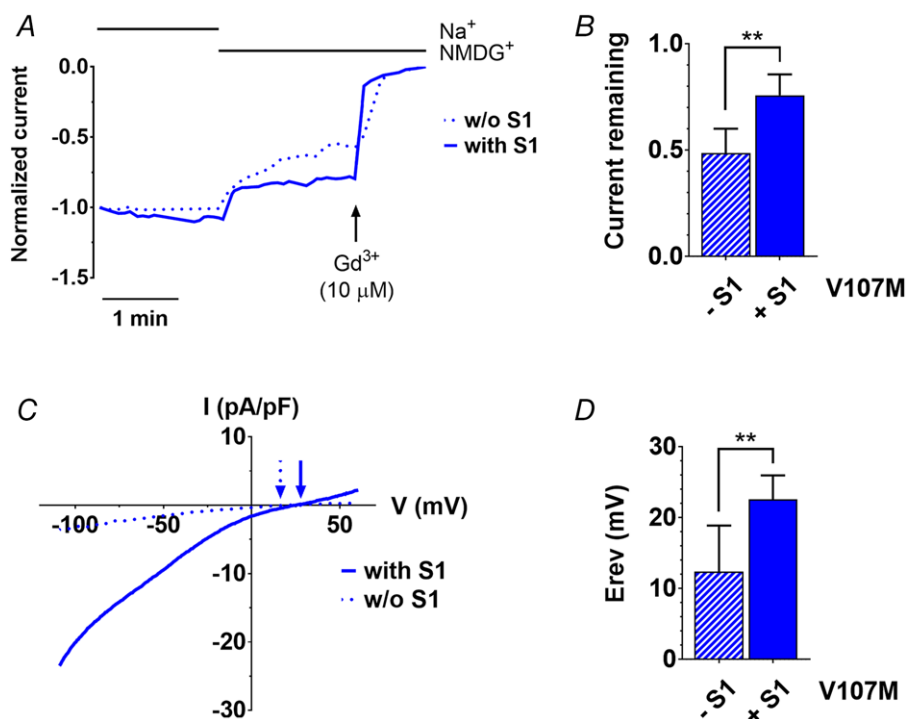 A
Na+
NMDG+
Normalized current
0.0
-0.5
-1.0
-1.5
w/o S1
with S1
Gd3+
(10 µM)
1 min
B
**
Current remaining
1.0
0.5
0.0
- S1
+ S1
V107M
C
I (pA/pF)
10
V (mV)
-100
-50
50
-10
-20
-30
with S1
w/o S1
D
**
Erev (mV)
30
20
10
0
- S1
+ S1
V107M